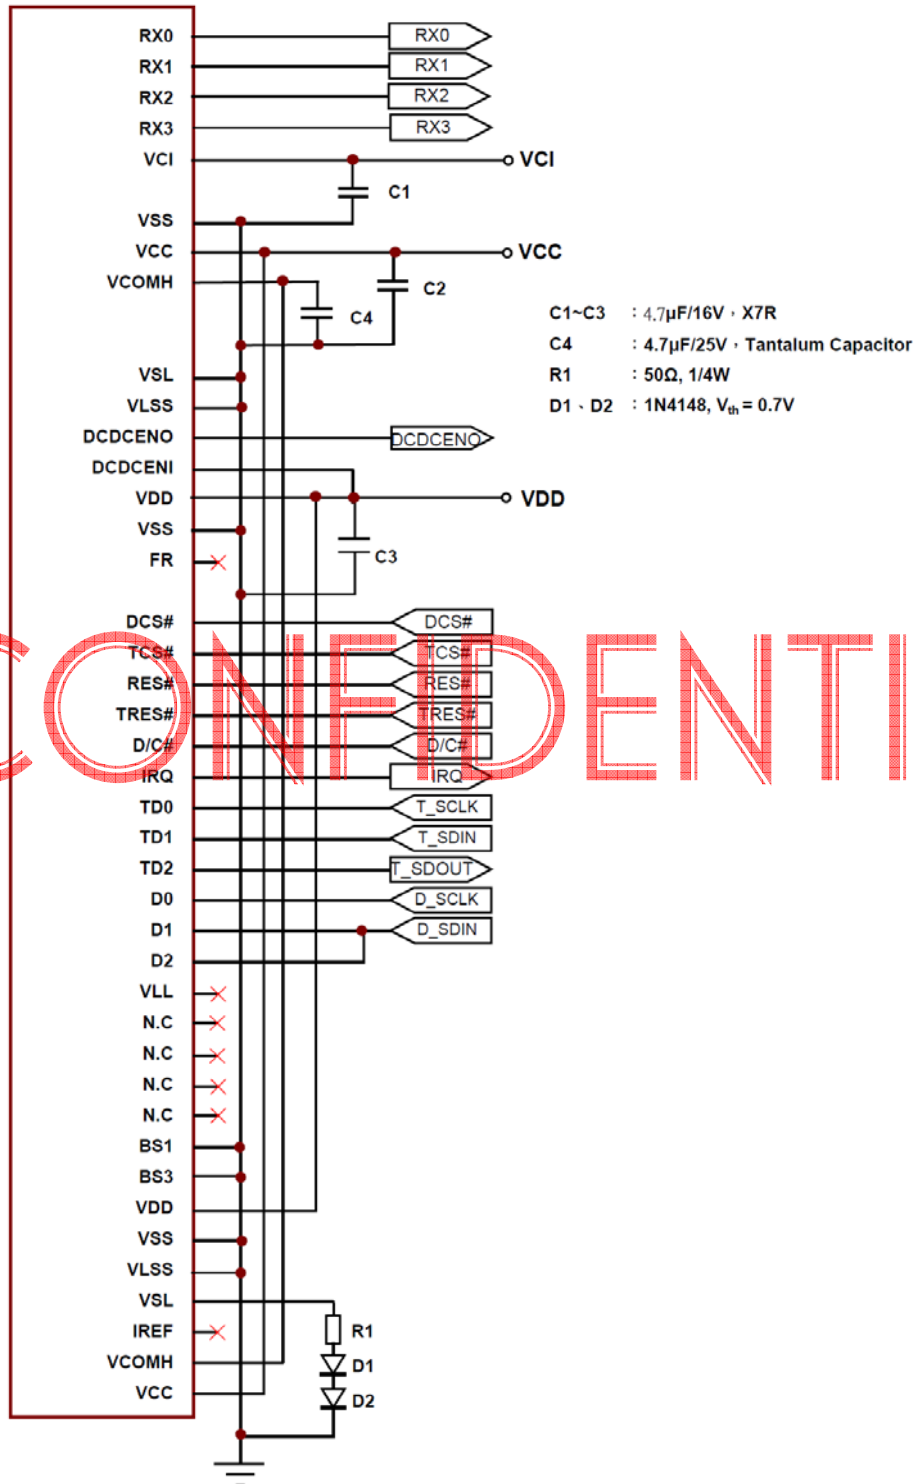 RX0 RX0
RX1 RX1
RX2 RX2
RX3 RX3
VCI VCI
C1
VSS
VCC VCC
VCOMH
C2
C4
C1~C3 : 4.7µF/16V , X7R
C4 : 4.7µF/25V , Tantalum Capacitor
R1 : 50Ω, 1/4W
D1、D2 : 1N4148, Vth = 0.7V
VSL
VLSS
DCDCENO DCDCENO
DCDCENI
VDD VDD
VSS
C3
FR
DCS# DCS#
TCS# TCS#
RES# RES#
TRES# TRES#
D/C# D/C#
IRQ IRQ
CONFIDENTI
TD0 T_SCLK
TD1 T_SDIN
TD2 T_SDOUT
D0 D_SCLK
D1 D_SDIN
D2
VLL
N.C
N.C
N.C
N.C
BS1
BS3
VDD
VSS
VLSS
VSL
IREF R1
VCOMH D1
VCC D2